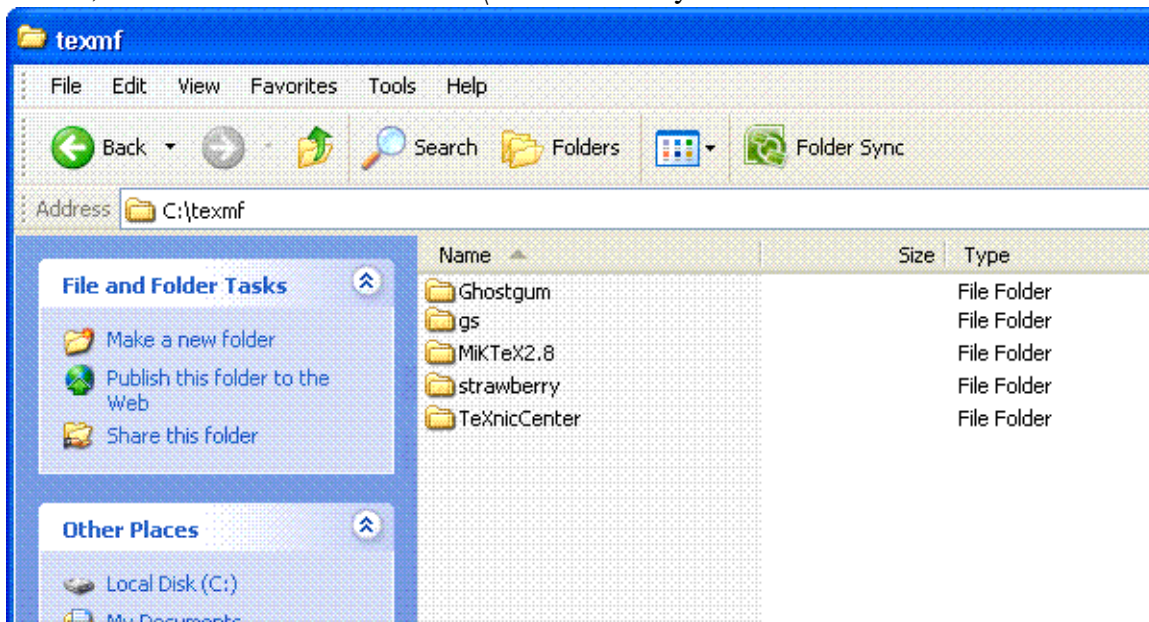 texmf
File Edit View Favorites Tools Help
Back Search Folders Folder Sync
Address C:\texmf
Name Size Type
File and Folder Tasks
Make a new folder
Publish this folder to the
Web
Share this folder
Other Places
Local Disk (C:)
My Documents
Ghostgum File Folder
gs File Folder
MiKTeX2.8 File Folder
strawberry File Folder
TeXnicCenter File Folder